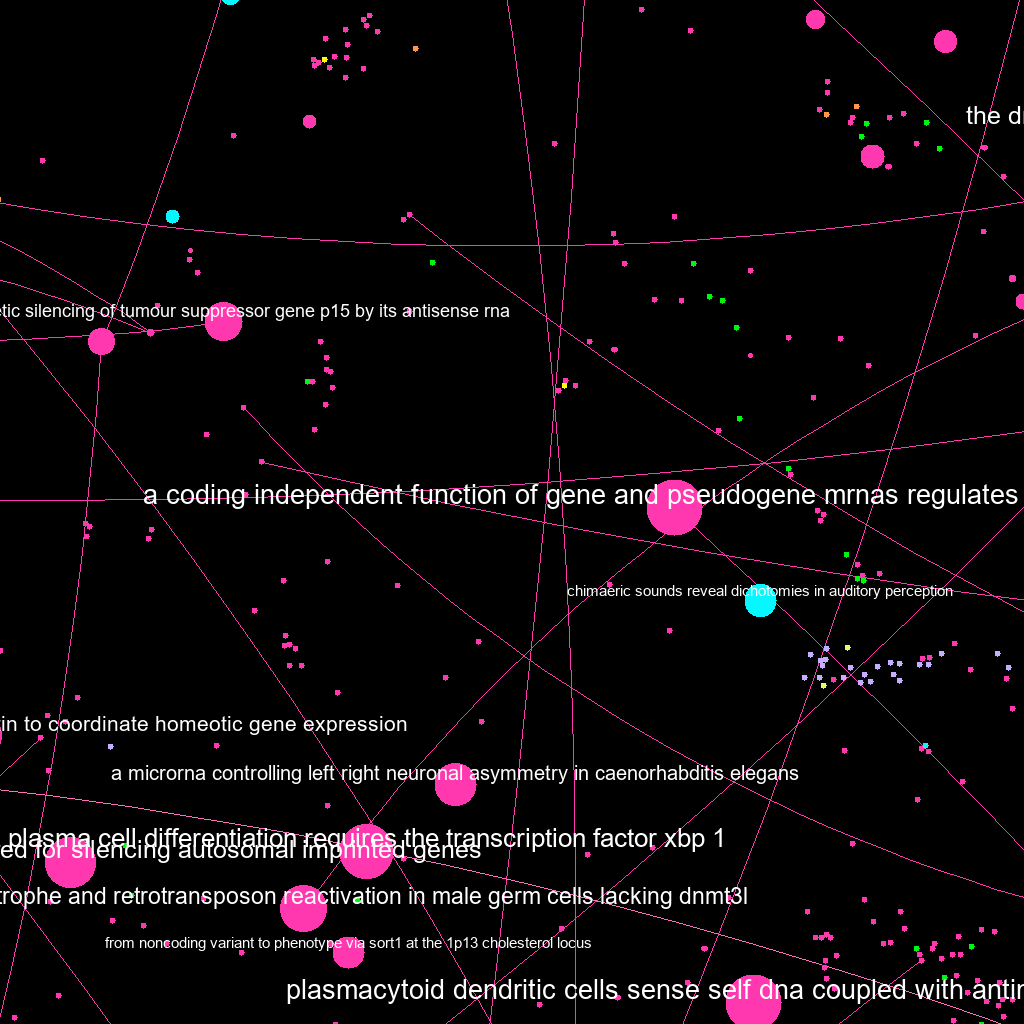 the
etic silencing of tumour suppressor gene p15 by its antisense rna
a coding independent function of gene and pseudogene mrnas regulates
chimaeric sounds reveal dichotomies in auditory perception
in to coordinate homeotic gene expression
a microrna controlling left right neuronal asymmetry in caenorhabditis elegans
plasma cell differentiation requires the transcription factor xbp 1
ed for silencing autosomal imprinted genes
trophe and retrotransposon reactivation in male germ cells lacking dnmt3l
from noncoding variant to phenotype via sort1 at the 1p13 cholesterol locus
plasmacytoid dendritic cells sense self dna coupled with antim